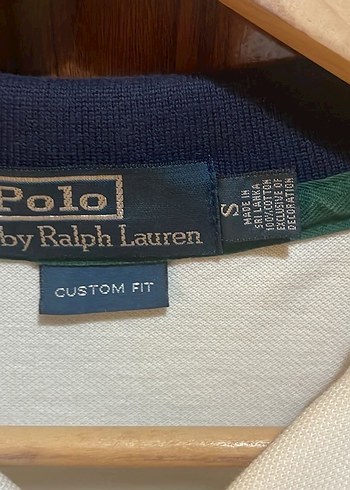 Polo
by Ralph Lauren
CUSTOM FIT
S
MADE IN
SRI LANKA
100% COTTON
EXCLUSIVE OF
DECORATION